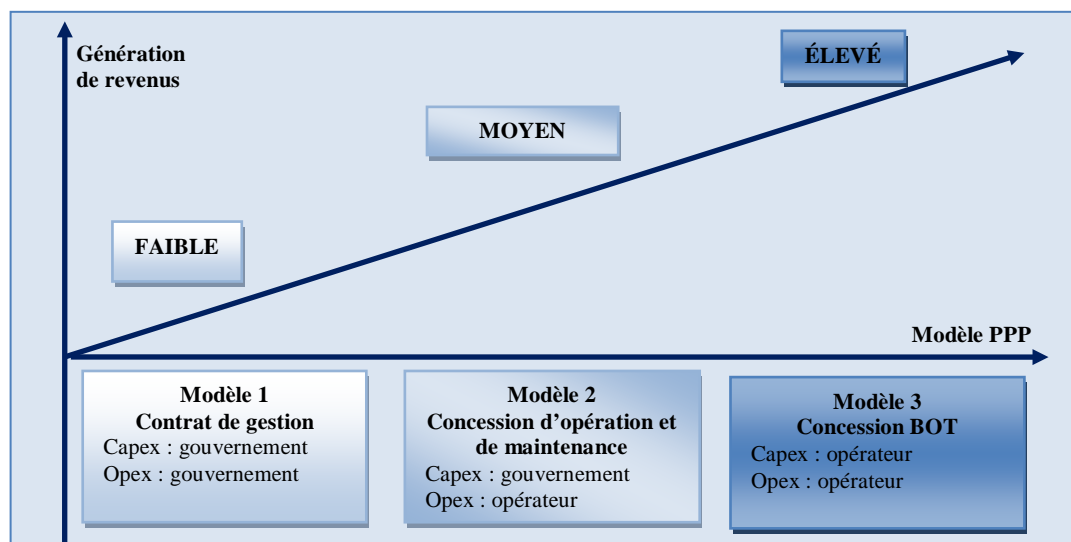 Génération
de revenus
ÉLEVÉ
MOYEN
FAIBLE
Modèle PPP
Modèle 1
Contrat de gestion
Capex : gouvernement
Opex : gouvernement
Modèle 2
Concession d’opération et
de maintenance
Capex : gouvernement
Opex : opérateur
Modèle 3
Concession BOT
Capex : opérateur
Opex : opérateur